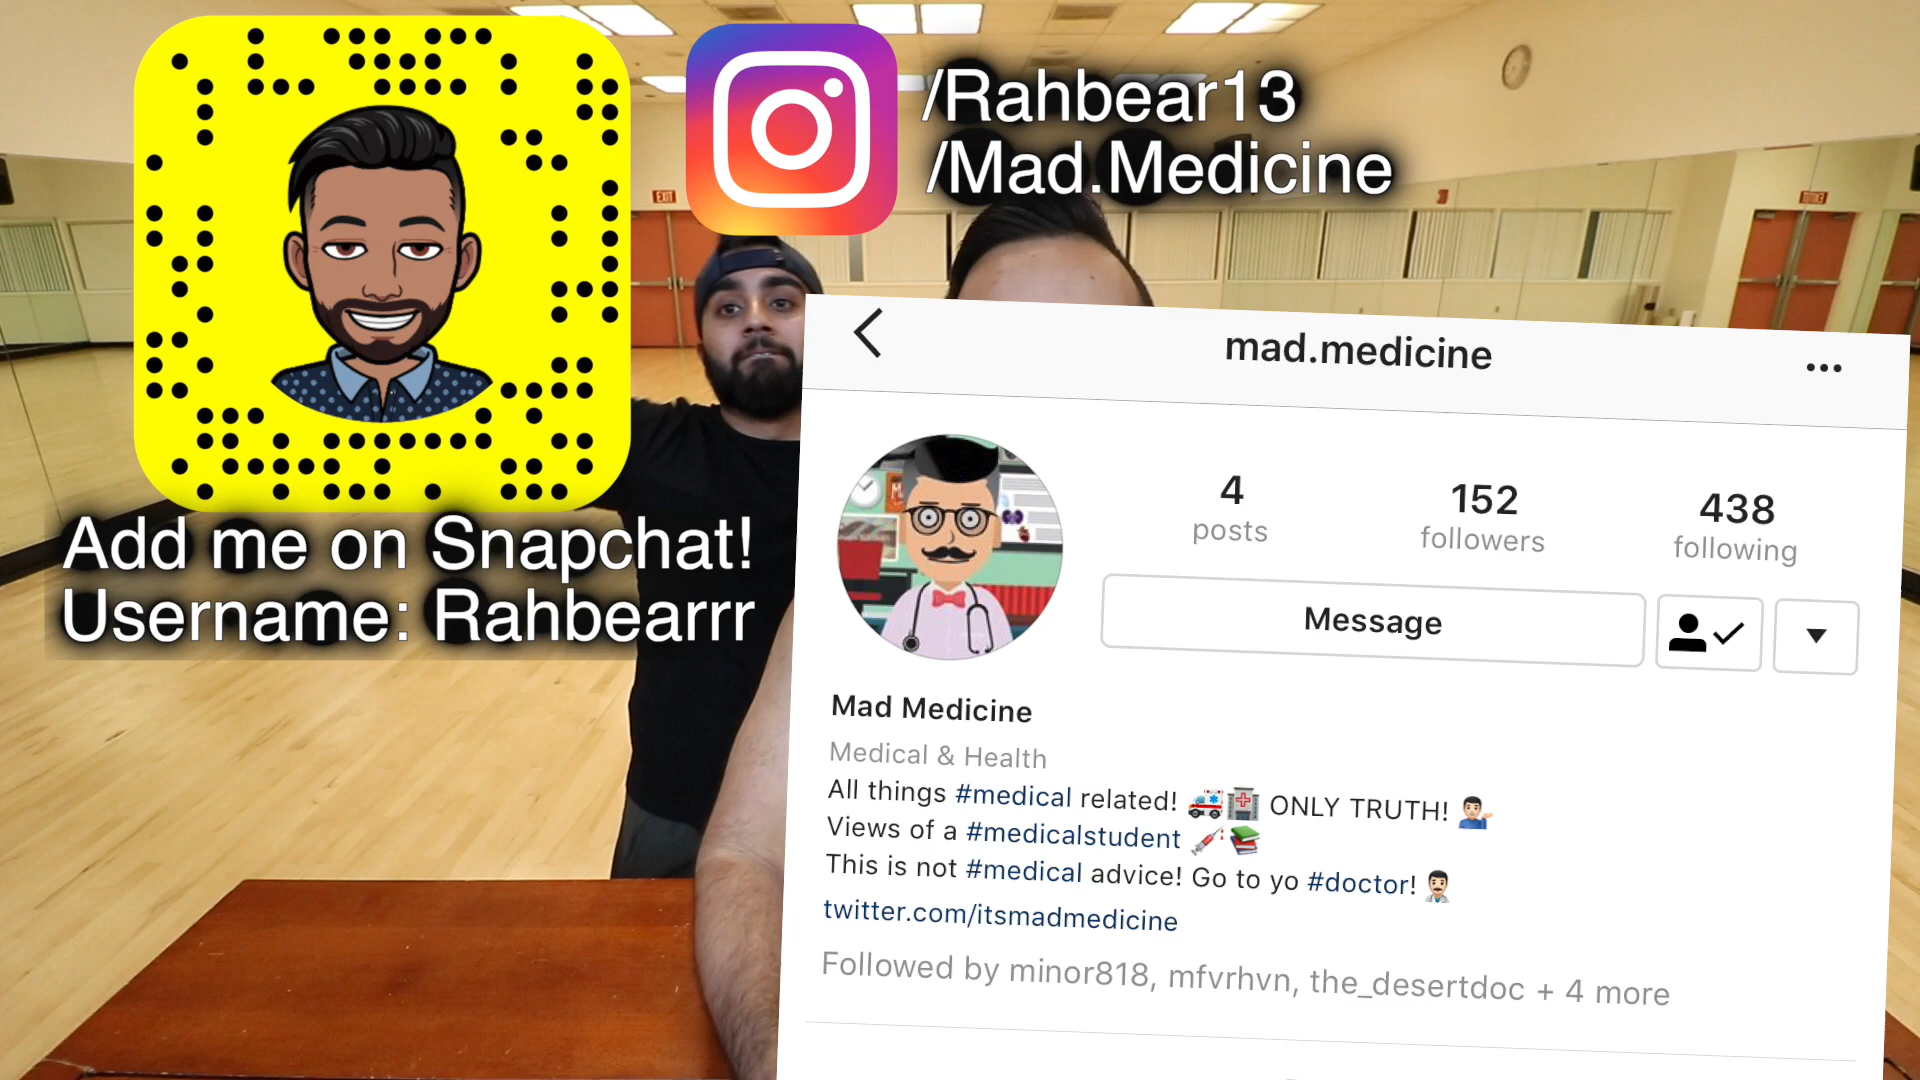 /Rahbear13
/Mad.Medicine
EXIT
Add me on Snapchat!
Username: Rahbearrr
mad.medicine
4
posts
152
followers
438
following
Message
Mad Medicine
Medical & Health
All things #medical related! 🚑🏥 ONLY TRUTH! 💁🏻‍♂️
Views of a #medicalstudent 💉📚
This is not #medical advice! Go to yo #doctor! 👨🏻‍⚕️
twitter.com/itsmadmedicine
Followed by minor818, mfvrhvn, the_desertdoc + 4 more